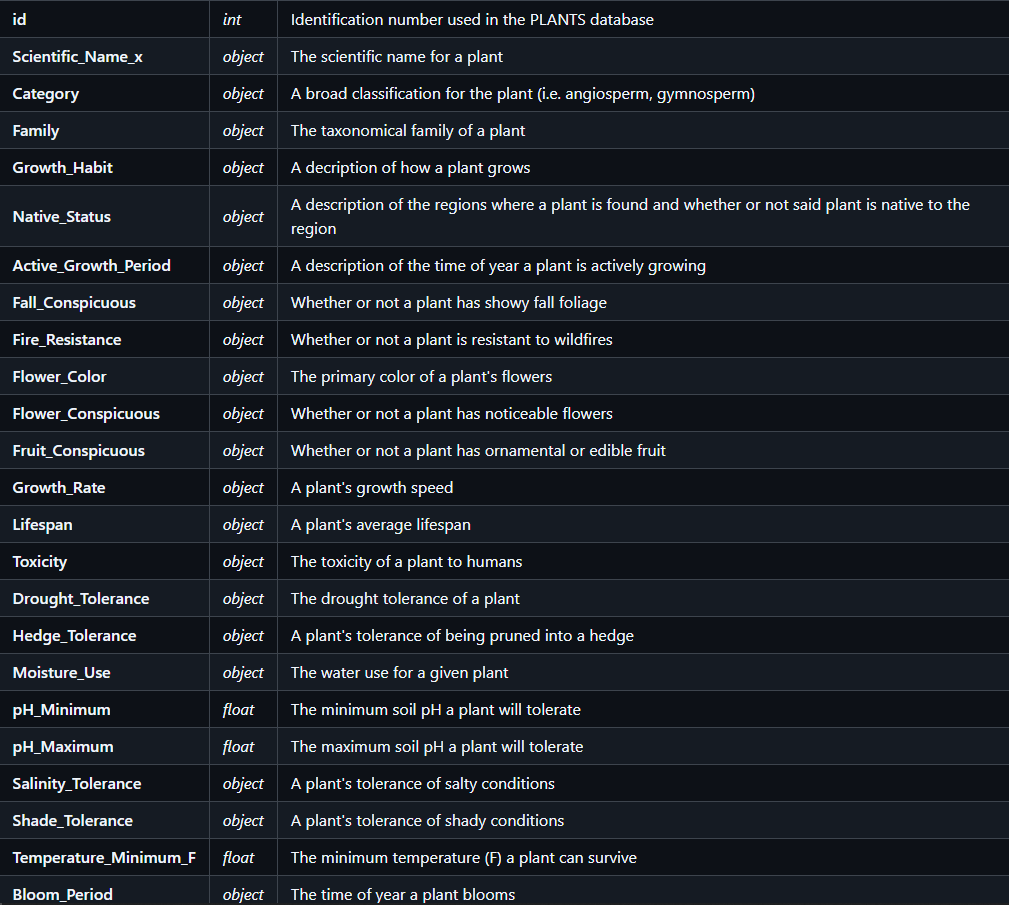 id int Identification number used in the PLANTS database
Scientific_Name_x object The scientific name for a plant
Category object A broad classification for the plant (i.e. angiosperm, gymnosperm)
Family object The taxonomical family of a plant
Growth_Habit object A decription of how a plant grows
Native_Status object A description of the regions where a plant is found and whether or not said plant is native to the
region
Active_Growth_Period object A description of the time of year a plant is actively growing
Fall_Conspicuous object Whether or not a plant has showy fall foliage
Fire_Resistance object Whether or not a plant is resistant to wildfires
Flower_Color object The primary color of a plant's flowers
Flower_Conspicuous object Whether or not a plant has noticeable flowers
Fruit_Conspicuous object Whether or not a plant has ornamental or edible fruit
Growth_Rate object A plant's growth speed
Lifespan object A plant's average lifespan
Toxicity object The toxicity of a plant to humans
Drought_Tolerance object The drought tolerance of a plant
Hedge_Tolerance object A plant's tolerance of being pruned into a hedge
Moisture_Use object The water use for a given plant
pH_Minimum float The minimum soil pH a plant will tolerate
pH_Maximum float The maximum soil pH a plant will tolerate
Salinity_Tolerance object A plant's tolerance of salty conditions
Shade_Tolerance object A plant's tolerance of shady conditions
Temperature_Minimum_F float The minimum temperature (F) a plant can survive
Bloom_Period object The time of year a plant blooms